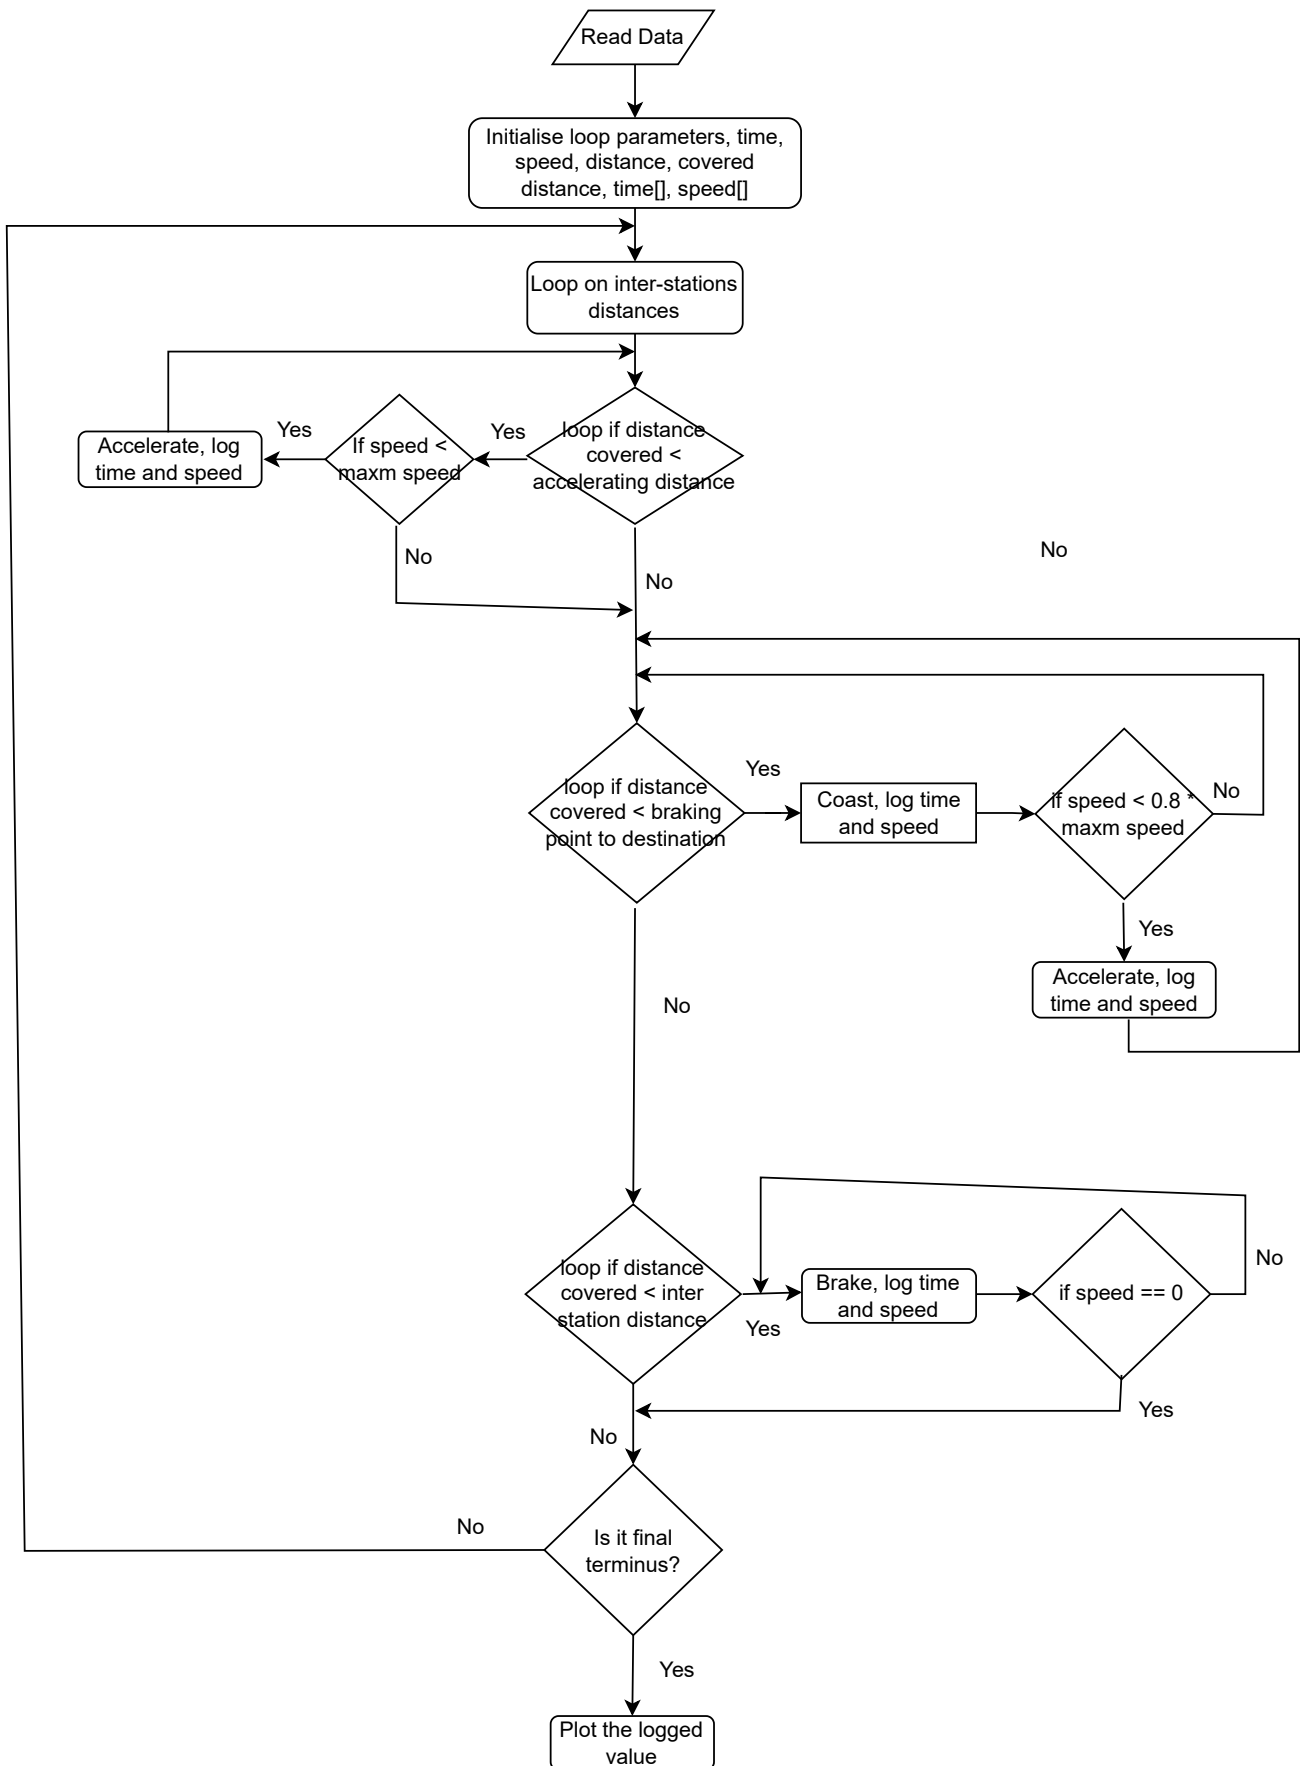 Read Data
Initialise loop parameters, time,
speed, distance, covered
distance, time[], speed[]
Loop on inter-stations
distances
Accelerate, log
time and speed
Yes
If speed <
maxm speed
Yes
loop if distance
covered <
accelerating distance
No
No
No
loop if distance
covered < braking
point to destination
Yes
Coast, log time
and speed
if speed < 0.8 *
maxm speed
No
Yes
Accelerate, log
time and speed
No
loop if distance
covered < inter
station distance
Yes
Brake, log time
and speed
if speed == 0
No
Yes
No
Is it final
terminus?
No
Yes
Plot the logged
value